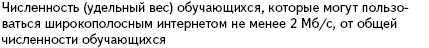 Численность (удельный вес) обучающихся, которые могут пользо-
ваться широкополосным интернетом не менее 2 Мб/с, от общей
численности обучающихся